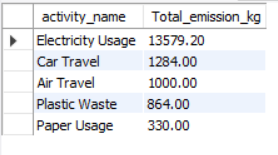 activity_name Total_emission_kg
Electricity Usage 13579.20
Car Travel 1284.00
Air Travel 1000.00
Plastic Waste 864.00
Paper Usage 330.00